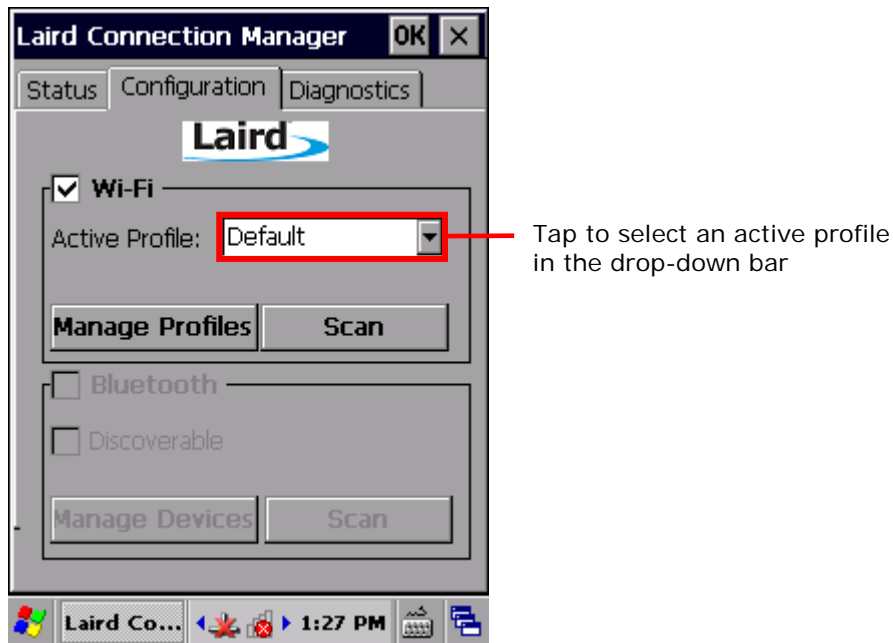 Laird Connection Manager OK ×
Status Configuration Diagnostics
Laird
Wi-Fi
Active Profile: Default
Tap to select an active profile
in the drop-down bar
Manage Profiles Scan
Bluetooth
Discoverable
Manage Devices Scan
Laird Co... 1:27 PM